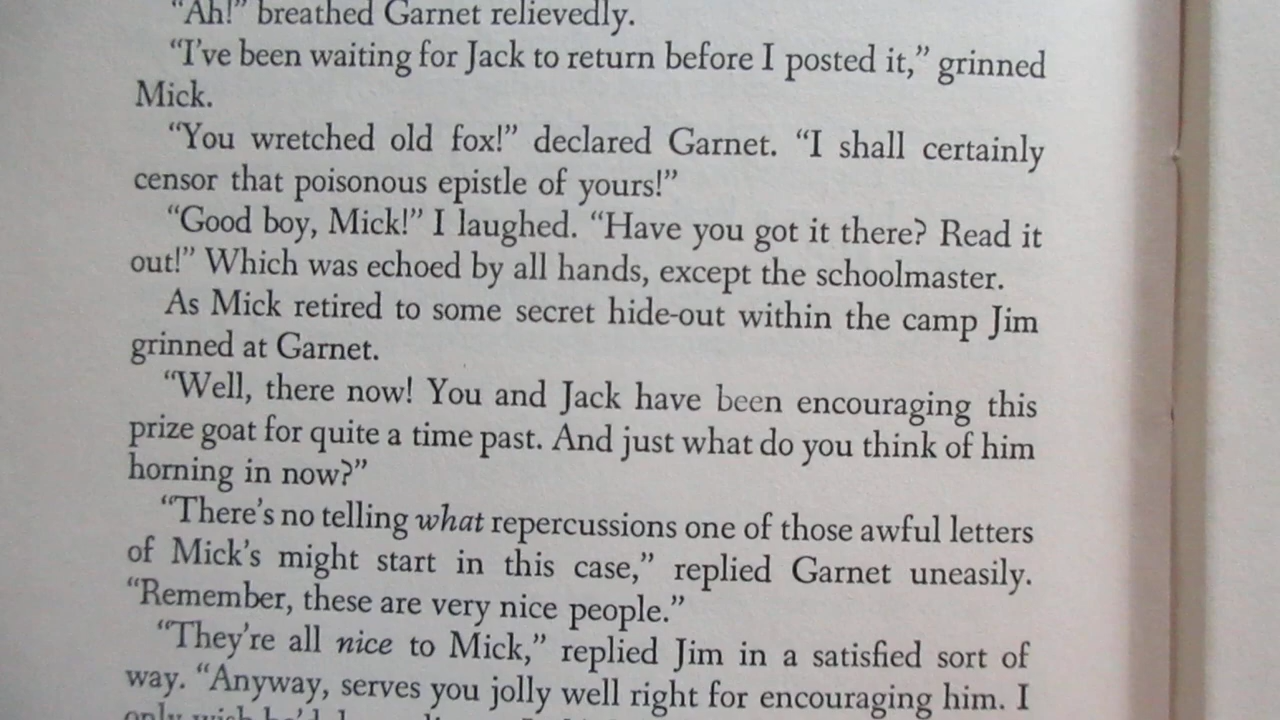 "Ah!" breathed Garnet relievedly.
"I've been waiting for Jack to return before I posted it," grinned
Mick.
"You wretched old fox!" declared Garnet. "I shall certainly
censor that poisonous epistle of yours!"
"Good boy, Mick!" I laughed. "Have you got it there? Read it
out!" Which was echoed by all hands, except the schoolmaster.
As Mick retired to some secret hide-out within the camp Jim
grinned at Garnet.
"Well, there now! You and Jack have been encouraging this
prize goat for quite a time past. And just what do you think of him
horning in now?"
"There's no telling what repercussions one of those awful letters
of Mick's might start in this case," replied Garnet uneasily.
"Remember, these are very nice people."
"They're all nice to Mick," replied Jim in a satisfied sort of
way. "Anyway, serves you jolly well right for encouraging him. I
only wish he'd